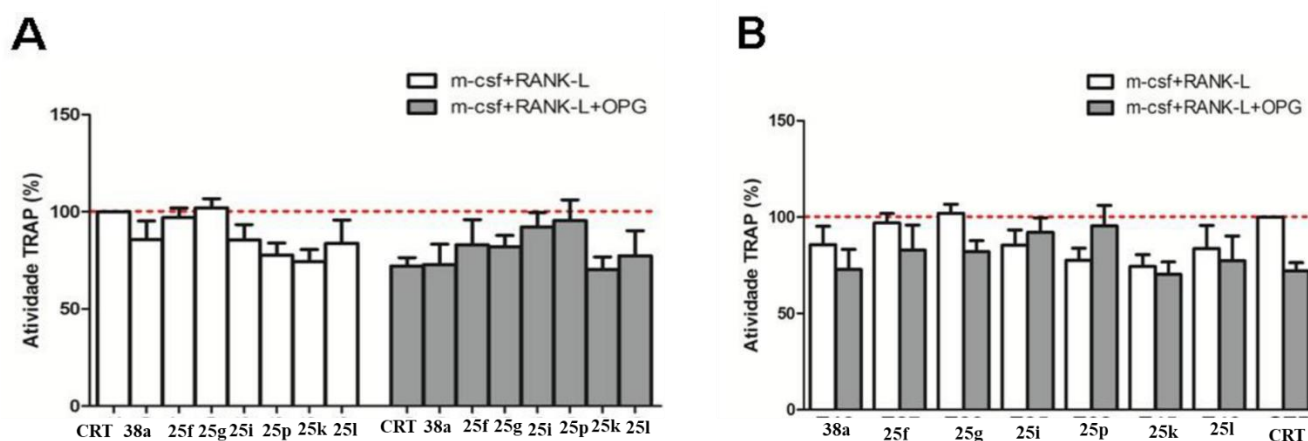 A
m-csf+RANK-L
m-csf+RANK-L+OPG
Atividade TRAP (%)
150
100
50
0
CRT 38a 25f 25g 25i 25p 25k 25l CRT 38a 25f 25g 25i 25p 25k 25l
B
m-csf+RANK-L
m-csf+RANK-L+OPG
Atividade TRAP (%)
150
100
50
0
38a 25f 25g 25i 25p 25k 25l CRT